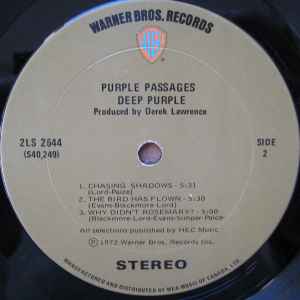 WARNER BROS. RECORDS
PURPLE PASSAGES
DEEP PURPLE
Produced by Derek Lawrence
2LS 2644
(S40,249)
SIDE
2
1. CHASING SHADOWS - 5:31
(Lord-Paice)
2. THE BIRD HAS FLOWN - 5:30
(Evans-Blackmore-Lord)
3. WHY DIDN'T ROSEMARY? - 5:00
(Blackmore-Lord-Evans-Simper-Paice)
All selections published by HEC Music
Ⓟ 1972 Warner Bros. Records Inc.
STEREO
MANUFACTURED AND DISTRIBUTED BY WEA MUSIC OF CANADA, LTD.